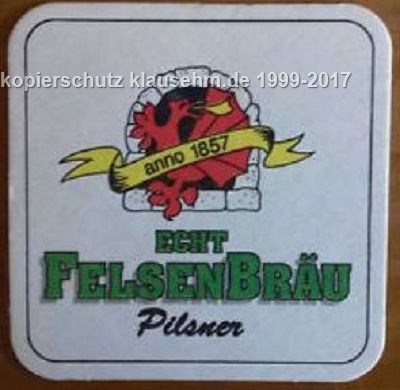 kopierschutz klausehm.de 1999-2017
anno 1857
ECHT
FELSENBRÄU
Pilsner